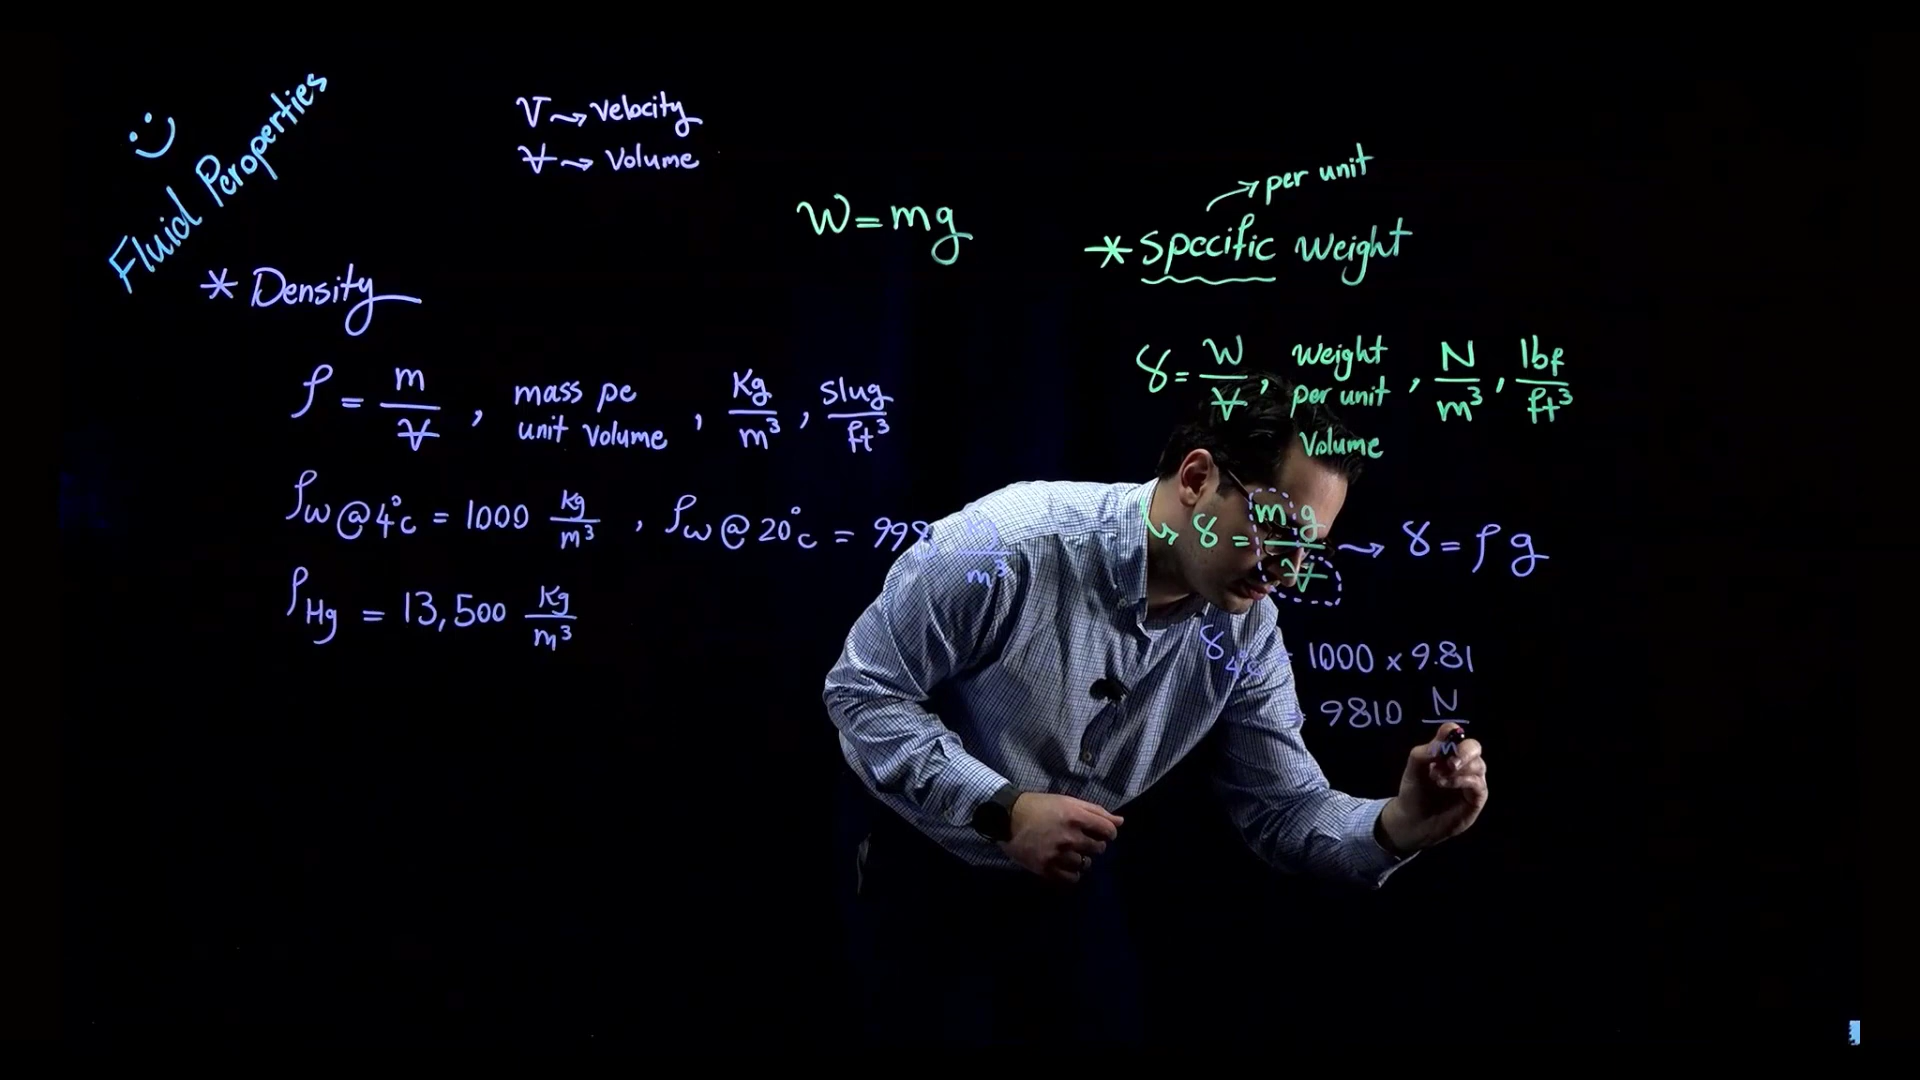 Fluid Peroperties
V → Velocity
V → Volume
W = mg
* Density
ρ = m/V , mass pe unit volume , Kg/m³ , slug/ft³
ρw@4°c = 1000 Kg/m³ , ρw@20°c = 998
ρHg = 13,500 Kg/m³
→ per unit
* Specific Weight
γ = W/V , Weight per unit Volume , N/m³ , lbf/ft³
↳ γ = mg/V → γ = ρg
γ4°c = 1000 × 9.81
= 9810 N/m